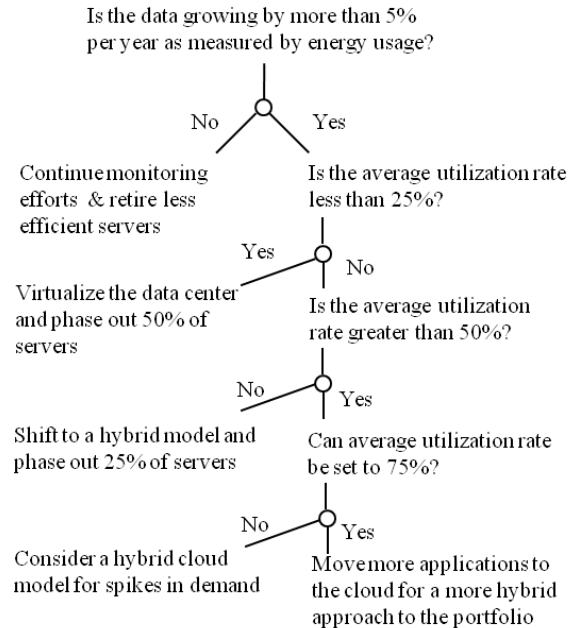 Is the data growing by more than 5%
per year as measured by energy usage?
No
Yes
Continue monitoring
efforts & retire less
efficient servers
Is the average utilization rate
less than 25%?
Yes
No
Virtualize the data center
and phase out 50% of
servers
Is the average utilization
rate greater than 50%?
No
Yes
Shift to a hybrid model and
phase out 25% of servers
Can average utilization rate
be set to 75%?
No
Yes
Consider a hybrid cloud
model for spikes in demand
Move more applications to
the cloud for a more hybrid
approach to the portfolio